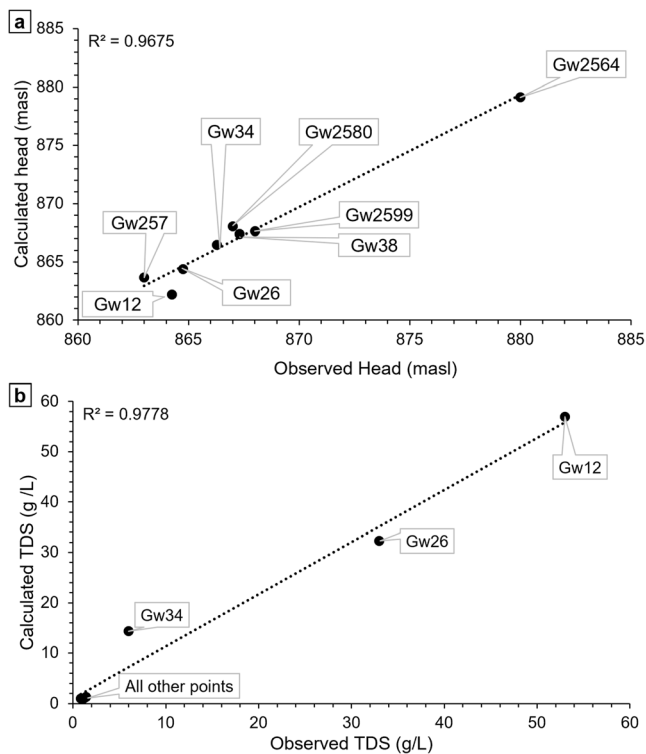 a
R² = 0.9675
Calculated head (masl)
885
880
875
870
865
860
Gw2564
Gw34
Gw2580
Gw2599
Gw257
Gw38
Gw26
Gw12
860
865
870
875
880
885
Observed Head (masl)
b
R² = 0.9778
Calculated TDS (g /L)
60
50
40
30
20
10
0
Gw12
Gw26
Gw34
All other points
0
10
20
30
40
50
60
Observed TDS (g/L)